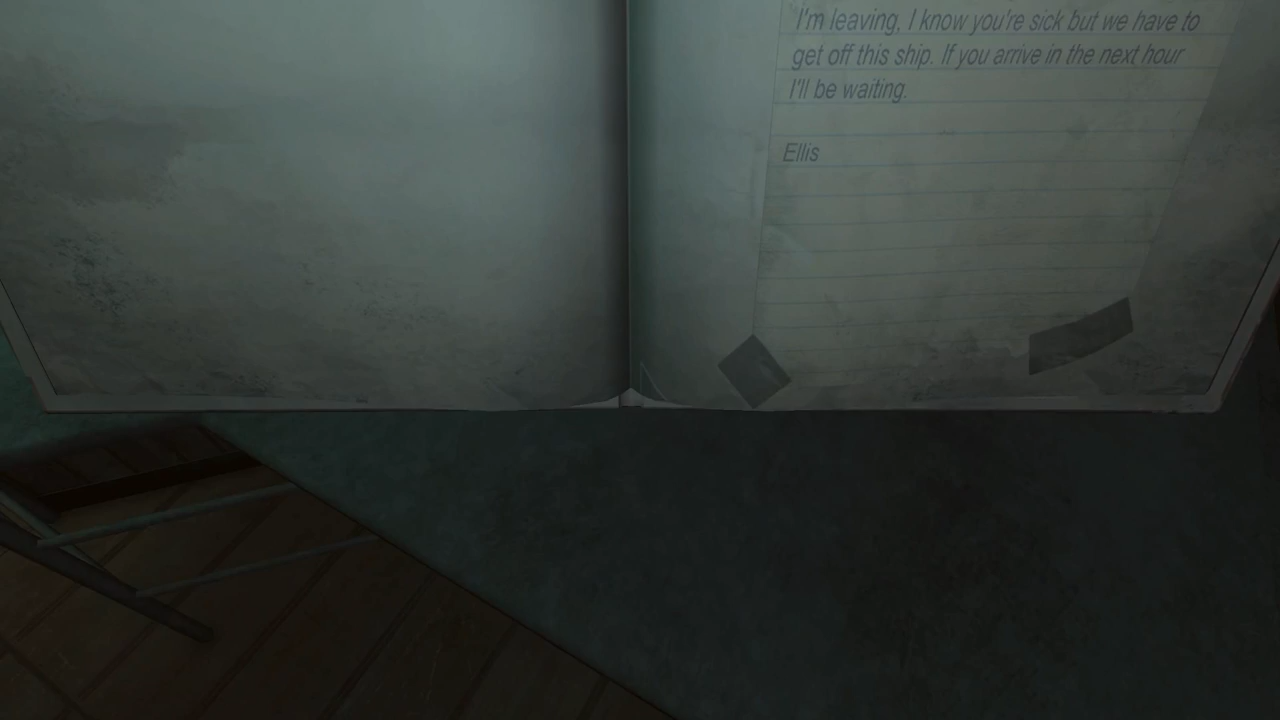 I'm leaving, I know you're sick but we have to
get off this ship. If you arrive in the next hour
I'll be waiting.
Ellis